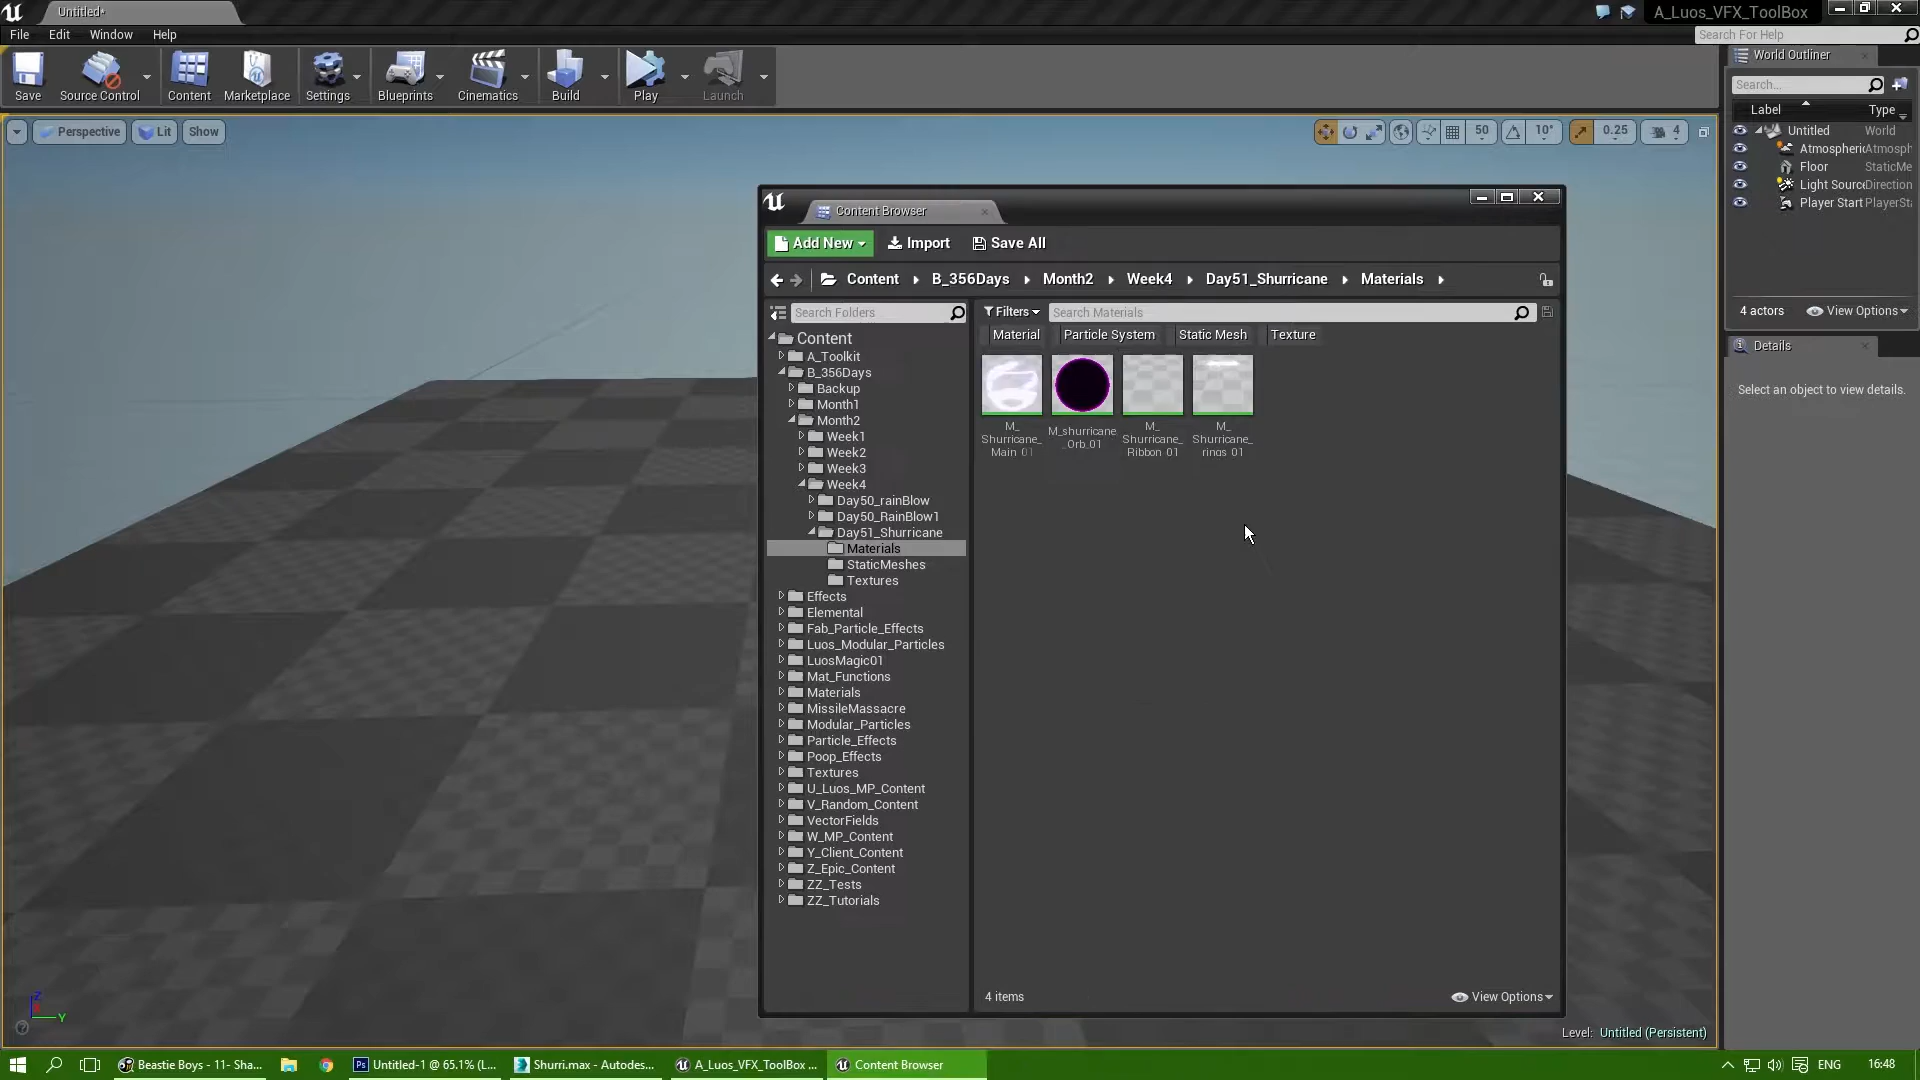 Untitled*
A_Luos_VFX_ToolBox
File Edit Window Help
Search For Help
Save Source Control Content Marketplace Settings Blueprints Cinematics Build Play Launch
World Outliner
Search...
Label Type
Perspective Lit Show
50 10° 0.25 4
Untitled World
Atmospheric Atmosph
Floor StaticMe
Light Source Direction
Player Start PlayerSta
4 actors View Options
Details
Select an object to view details.
Content Browser
Add New Import Save All
Content B_356Days Month2 Week4 Day51_Shurricane Materials
Search Folders
Filters Search Materials
Material Particle System Static Mesh Texture
Content
A_Toolkit
B_356Days
Backup
Month1
Month2
Week1
Week2
Week3
Week4
Day50_rainBlow
Day50_RainBlow1
Day51_Shurricane
Materials
StaticMeshes
Textures
Effects
Elemental
Fab_Particle_Effects
Luos_Modular_Particles
LuosMagic01
Mat_Functions
Materials
MissileMassacre
Modular_Particles
Particle_Effects
Poop_Effects
Textures
U_Luos_MP_Content
V_Random_Content
VectorFields
W_MP_Content
Y_Client_Content
Z_Epic_Content
ZZ_Tests
ZZ_Tutorials
M_
Shurricane_
Main_01
M_shurricane
_Orb_01
M_
Shurricane_
Ribbon_01
M_
Shurricane_
rings_01
4 items View Options
Z
Y
Level: Untitled (Persistent)
Beastie Boys - 11- Sha... Untitled-1 @ 65.1% (L... Shurri.max - Autodes... A_Luos_VFX_ToolBox ... Content Browser ENG 16:48